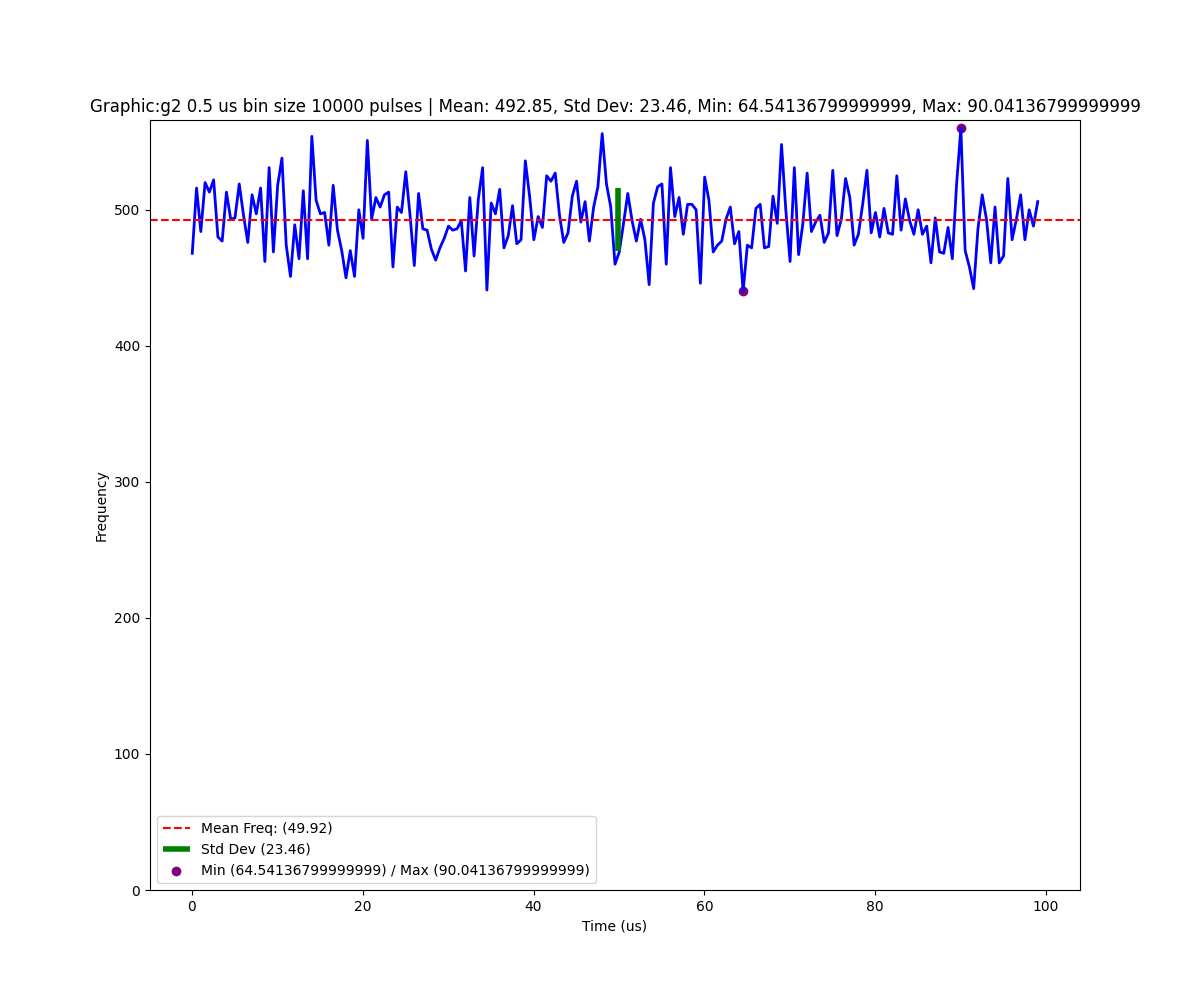 Graphic:g2 0.5 us bin size 10000 pulses | Mean: 492.85, Std Dev: 23.46, Min: 64.54136799999999, Max: 90.04136799999999
500
400
300
200
100
0
Frequency
Mean Freq: (49.92)
Std Dev (23.46)
Min (64.54136799999999) / Max (90.04136799999999)
0 20 40 60 80 100
Time (us)